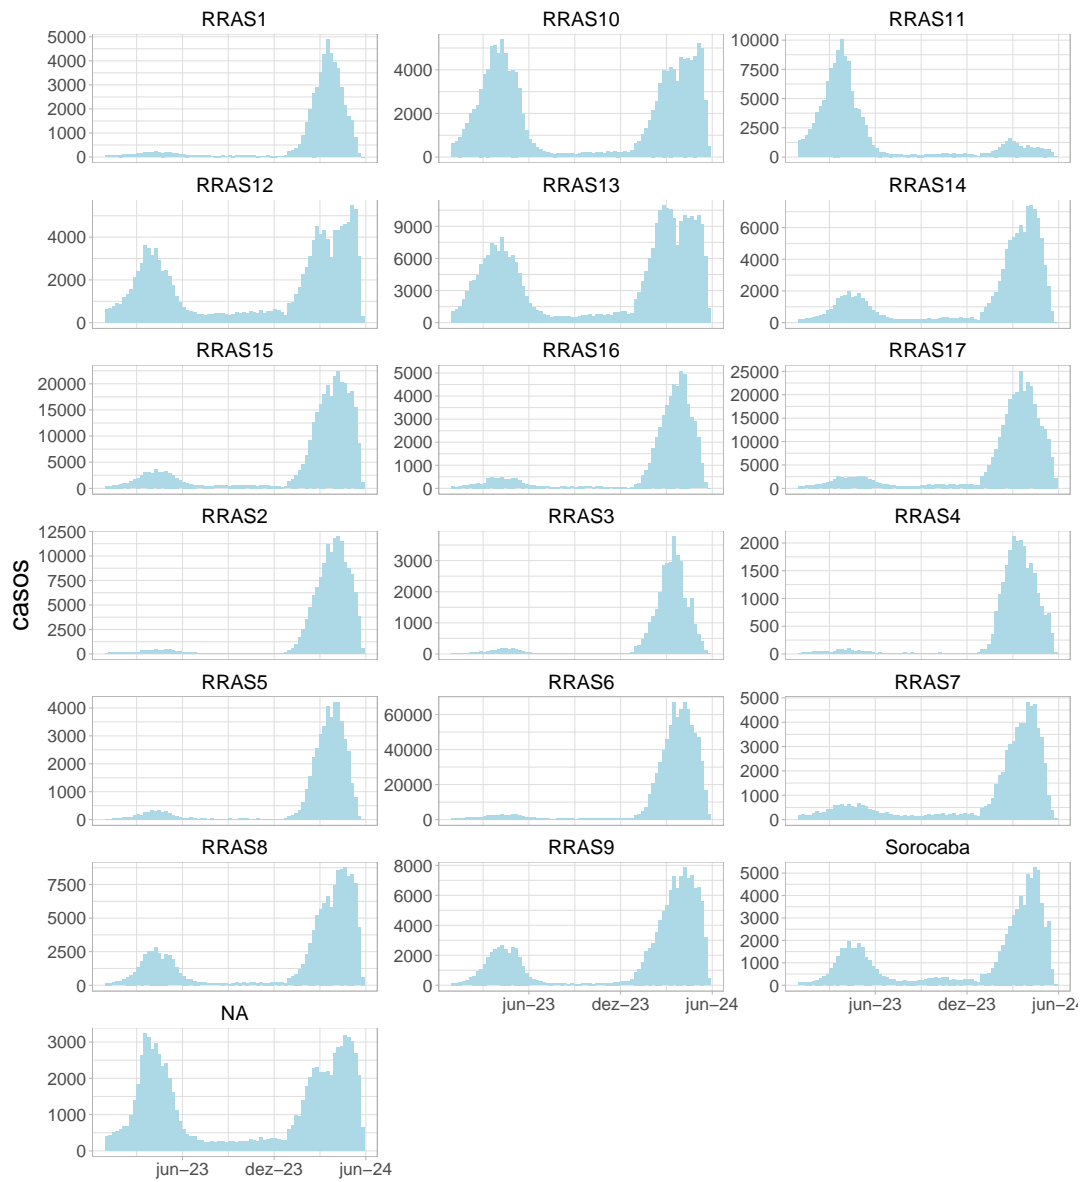 RRAS1 RRAS10 RRAS11
5000 4000 3000 2000 1000 0
4000 2000 0
10000 7500 5000 2500 0
RRAS12 RRAS13 RRAS14
4000 2000 0
9000 6000 3000 0
6000 4000 2000 0
RRAS15 RRAS16 RRAS17
20000 15000 10000 5000 0
5000 4000 3000 2000 1000 0
25000 20000 15000 10000 5000 0
casos
RRAS2 RRAS3 RRAS4
12500 10000 7500 5000 2500 0
3000 2000 1000 0
2000 1500 1000 500 0
RRAS5 RRAS6 RRAS7
4000 3000 2000 1000 0
60000 40000 20000 0
5000 4000 3000 2000 1000 0
RRAS8 RRAS9 Sorocaba
7500 5000 2500 0
8000 6000 4000 2000 0
5000 4000 3000 2000 1000 0
jun−23 dez−23 jun−24 jun−23 dez−23 jun−24
NA
3000 2000 1000 0
jun−23 dez−23 jun−24